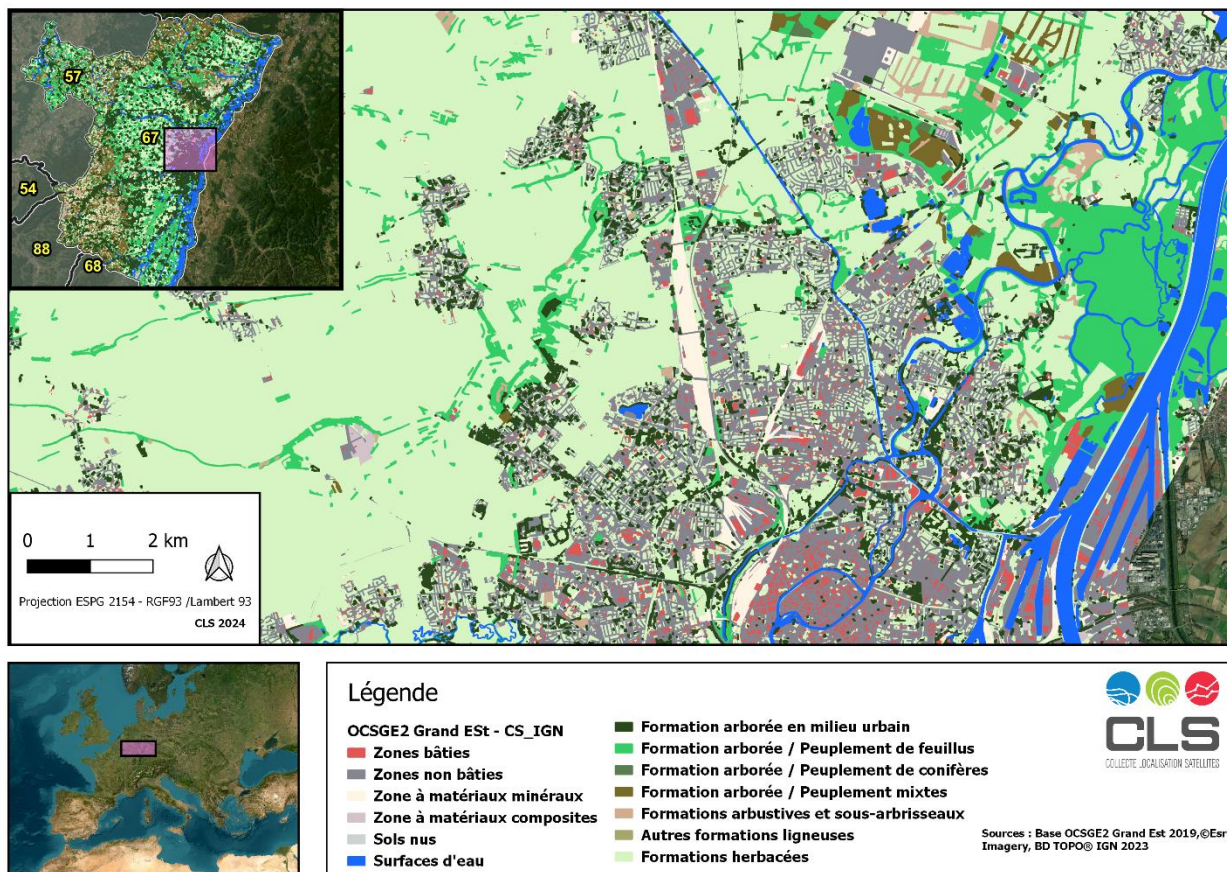 57
67
54
88
68
0 1 2 km
Projection ESPG 2154 - RGF93 /Lambert 93
CLS 2024
Légende
OCSGE2 Grand ESt - CS_IGN
Zones bâties
Zones non bâties
Zone à matériaux minéraux
Zone à matériaux composites
Sols nus
Surfaces d'eau
Formation arborée en milieu urbain
Formation arborée / Peuplement de feuillus
Formation arborée / Peuplement de conifères
Formation arborée / Peuplement mixtes
Formations arbustives et sous-arbrisseaux
Autres formations ligneuses
Formations herbacées
CLS
COLLECTE LOCALISATION SATELLITES
Sources : Base OCSGE2 Grand Est 2019,©Esr
Imagery, BD TOPO® IGN 2023